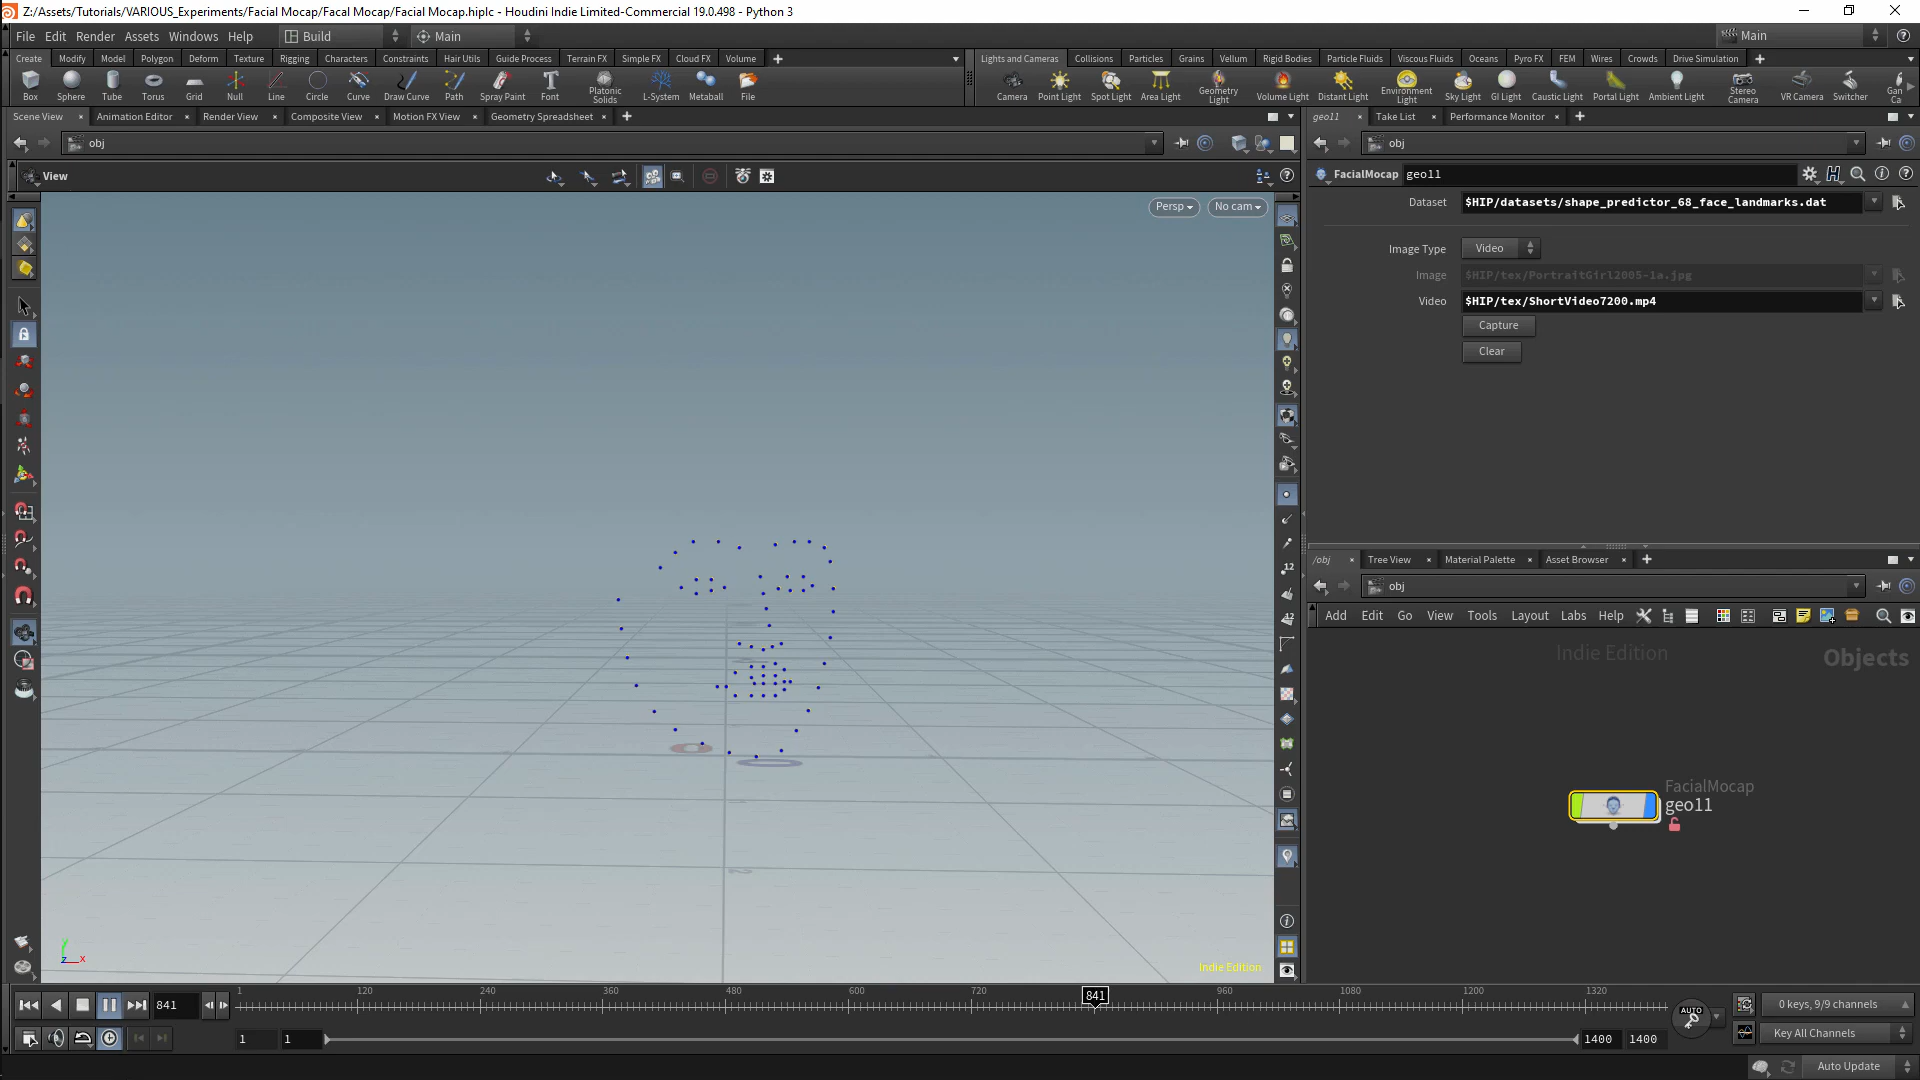 Z:/Assets/Tutorials/VARIOUS_Experiments/Facial Mocap/Facal Mocap/Facial Mocap.hiplc - Houdini Indie Limited-Commercial 19.0.498 - Python 3
File Edit Render Assets Windows Help Build Main Main
Create Modify Model Polygon Deform Texture Rigging Characters Constraints Hair Utils Guide Process Terrain FX Simple FX Cloud FX Volume
Lights and Cameras Collisions Particles Grains Vellum Rigid Bodies Particle Fluids Viscous Fluids Oceans Pyro FX FEM Wires Crowds Drive Simulation
Box Sphere Tube Torus Grid Null Line Circle Curve Draw Curve Path Spray Paint Font Platonic Solids L-System Metaball File
Camera Point Light Spot Light Area Light Geometry Light Volume Light Distant Light Environment Light Sky Light GI Light Caustic Light Portal Light Ambient Light Stereo Camera VR Camera Switcher Gan Ca
Scene View Animation Editor Render View Composite View Motion FX View Geometry Spreadsheet
geo11 Take List Performance Monitor
obj
obj
View
FacialMocap geo11
Persp No cam
Dataset $HIP/datasets/shape_predictor_68_face_landmarks.dat
Image Type Video
Image $HIP/tex/PortraitGirl2005-1a.jpg
Video $HIP/tex/ShortVideo7200.mp4
Capture
Clear
/obj Tree View Material Palette Asset Browser
obj
Add Edit Go View Tools Layout Labs Help
Indie Edition Objects
FacialMocap
geo11
12
42
2
y
z x
Indie Edition
841 1 120 240 360 480 600 720 841 960 1080 1200 1320
AUTO
0 keys, 9/9 channels
1 1 1400 1400
Key All Channels
Auto Update